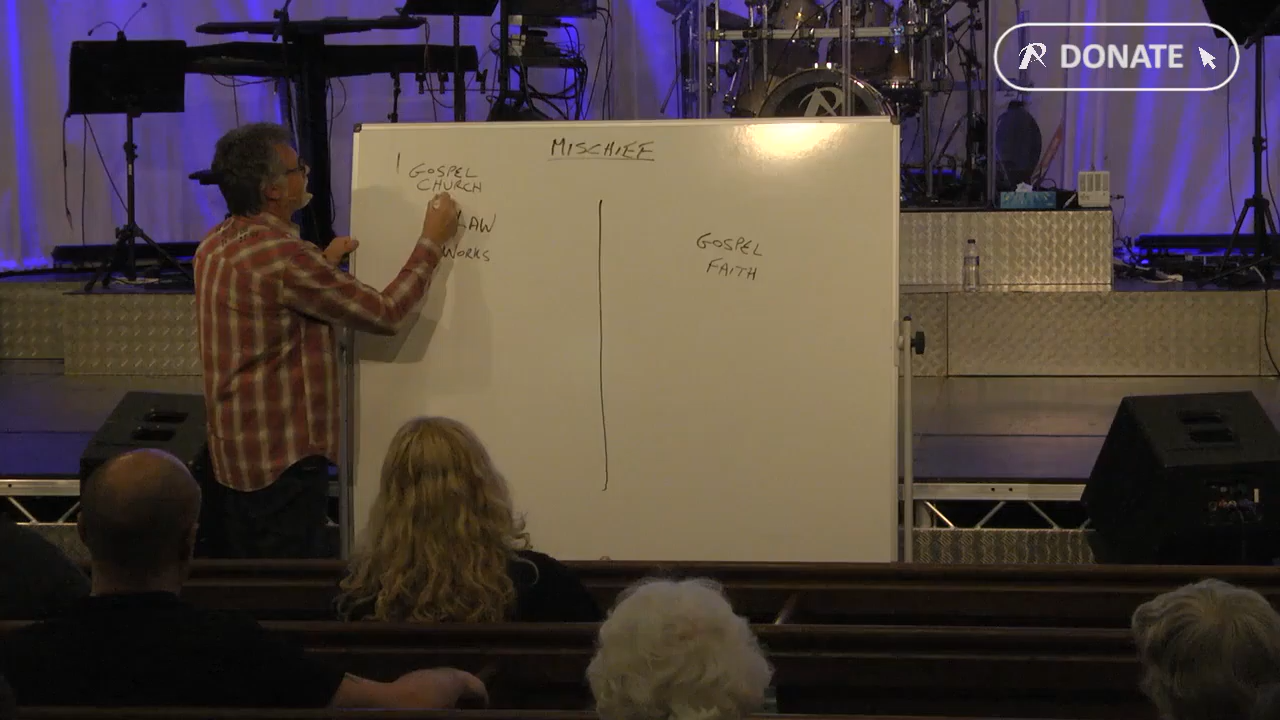 DONATE
MISCHIEF
1 GOSPEL
CHURCH
LAW
WORKS
GOSPEL
FAITH